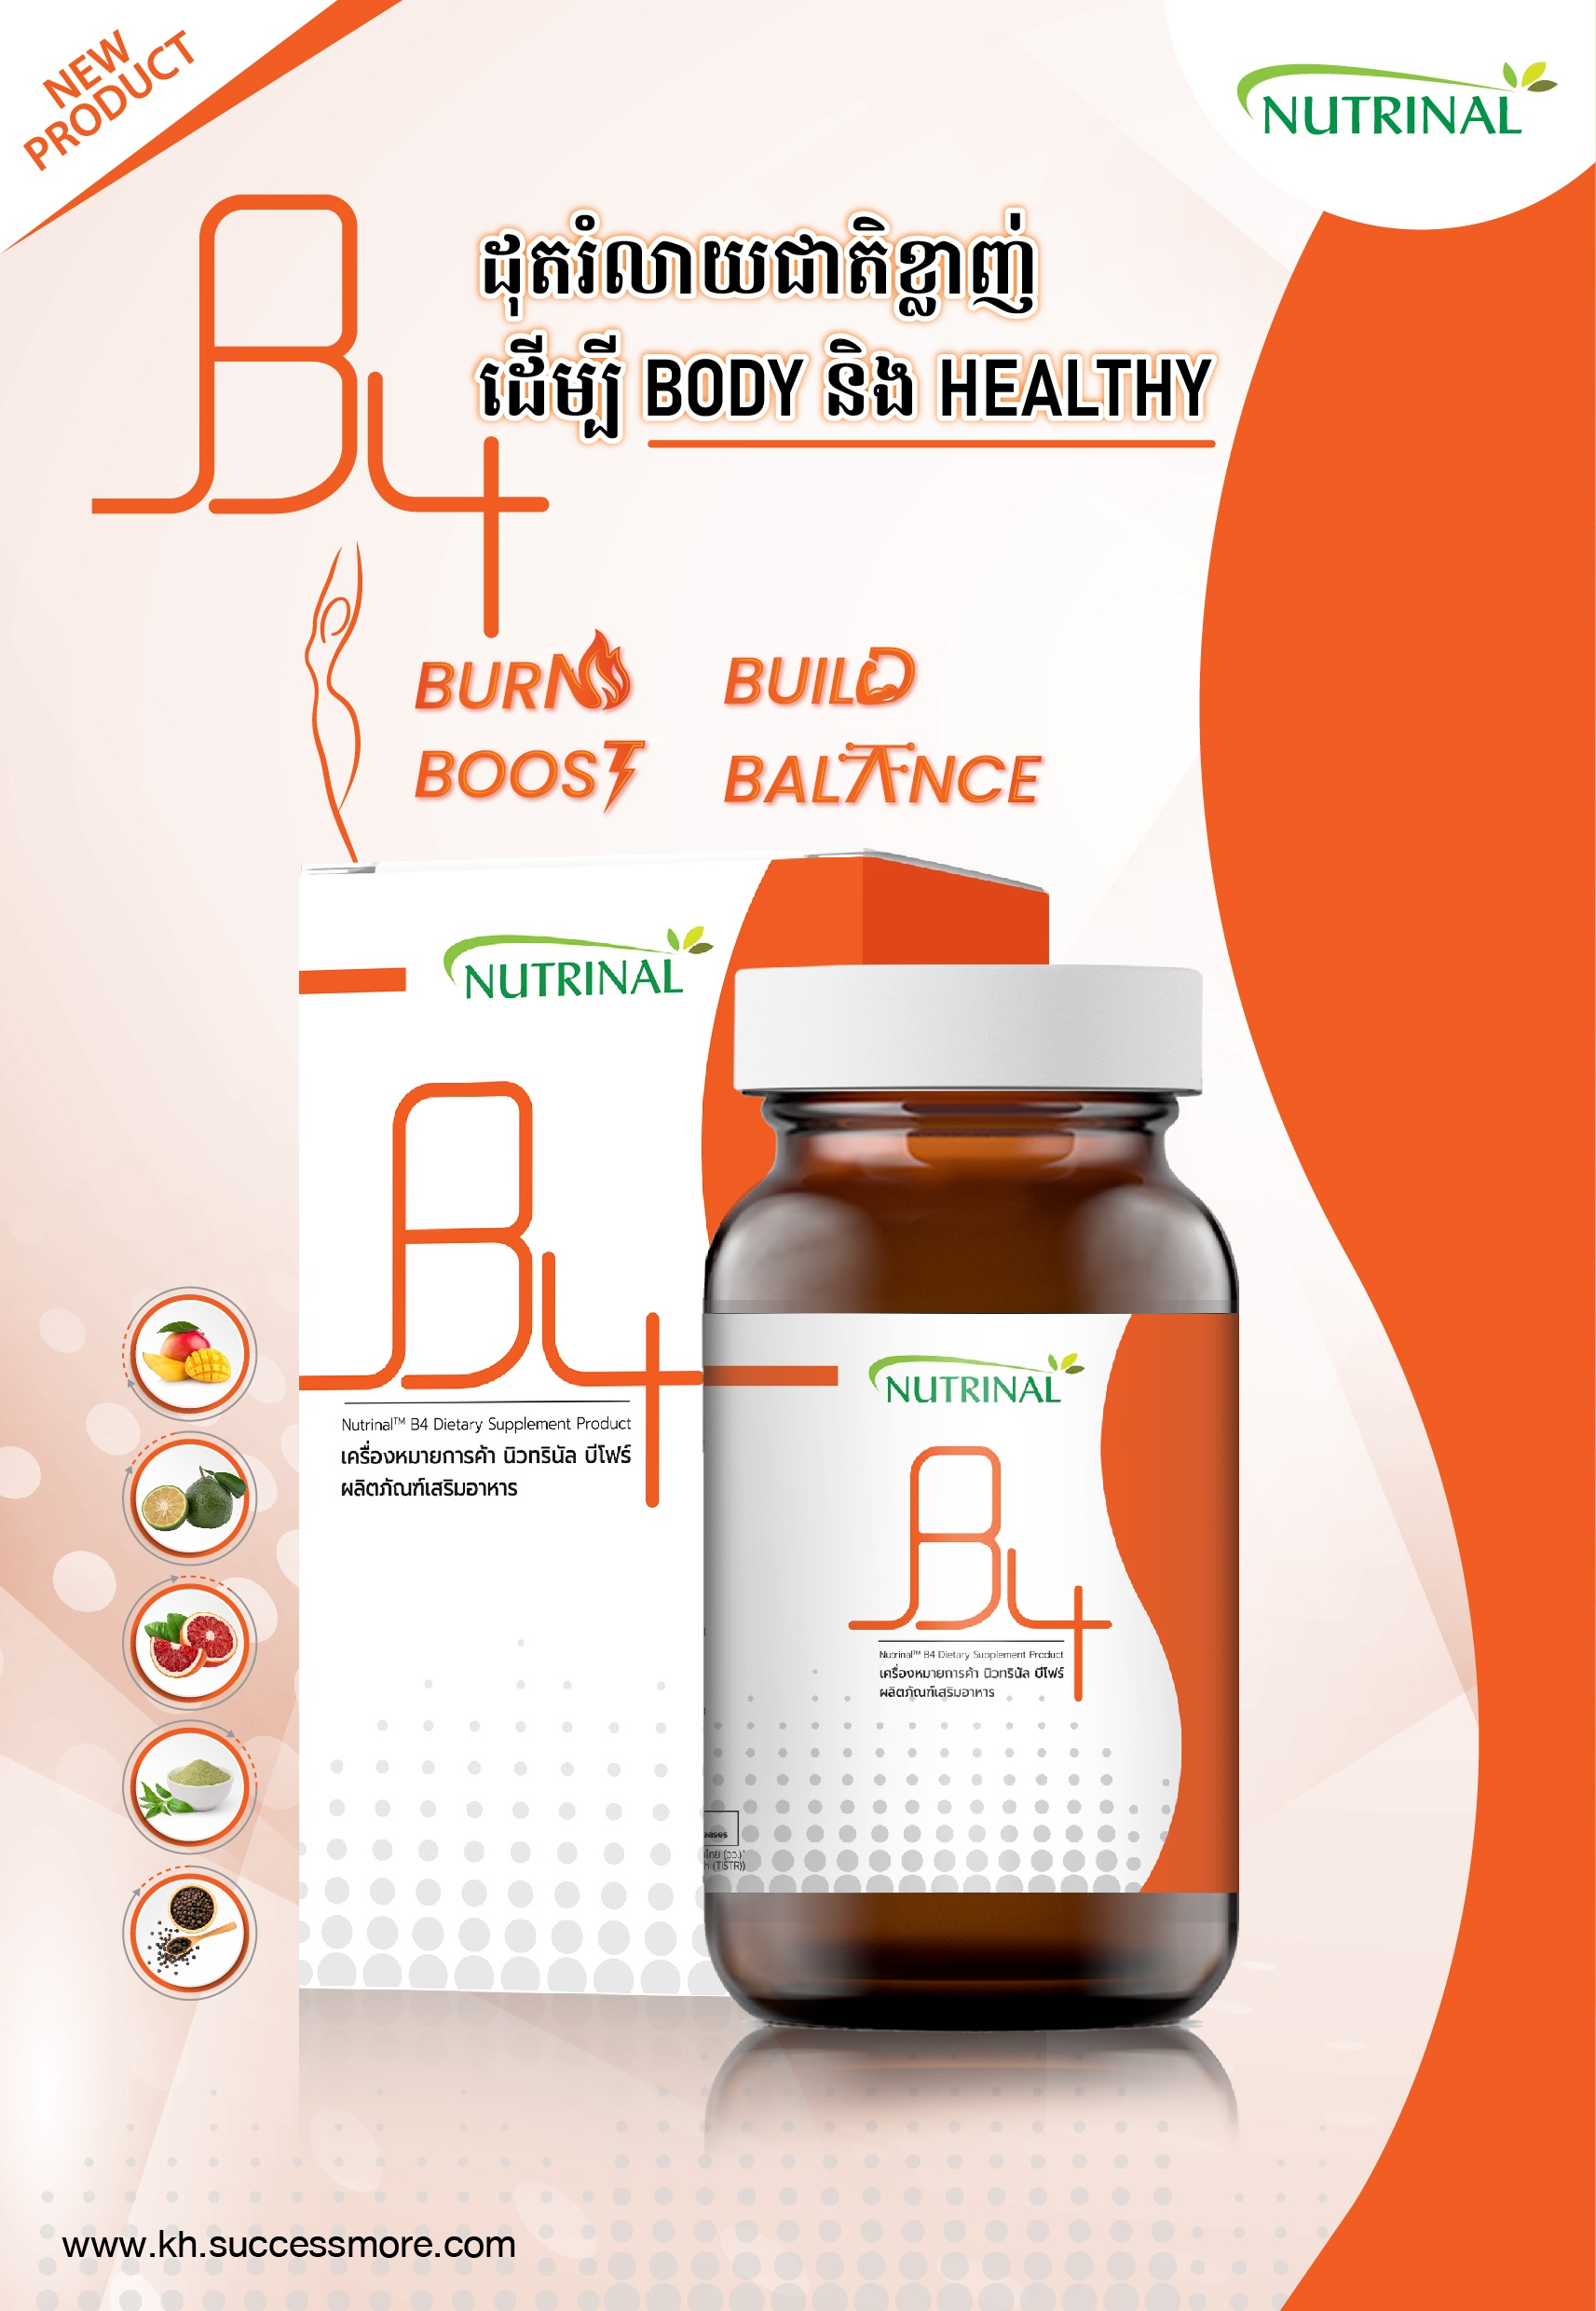 NEW
PRODUCT
NUTRINAL
B4
ដុតរំលាយជាតិខ្លាញ់
ដើម្បី BODY និង HEALTHY
BURN
BUILD
BOOST
BALANCE
NUTRINAL
B4
Nutrinal™ B4 Dietary Supplement Product
เครื่องหมายการค้า นิวทรินัล บีโฟร์
ผลิตภัณฑ์เสริมอาหาร
NUTRINAL
B4
Nutrinal™ B4 Dietary Supplement Product
เครื่องหมายการค้า นิวทรินัล บีโฟร์
ผลิตภัณฑ์เสริมอาหาร
(TISTR))
www.kh.successmore.com